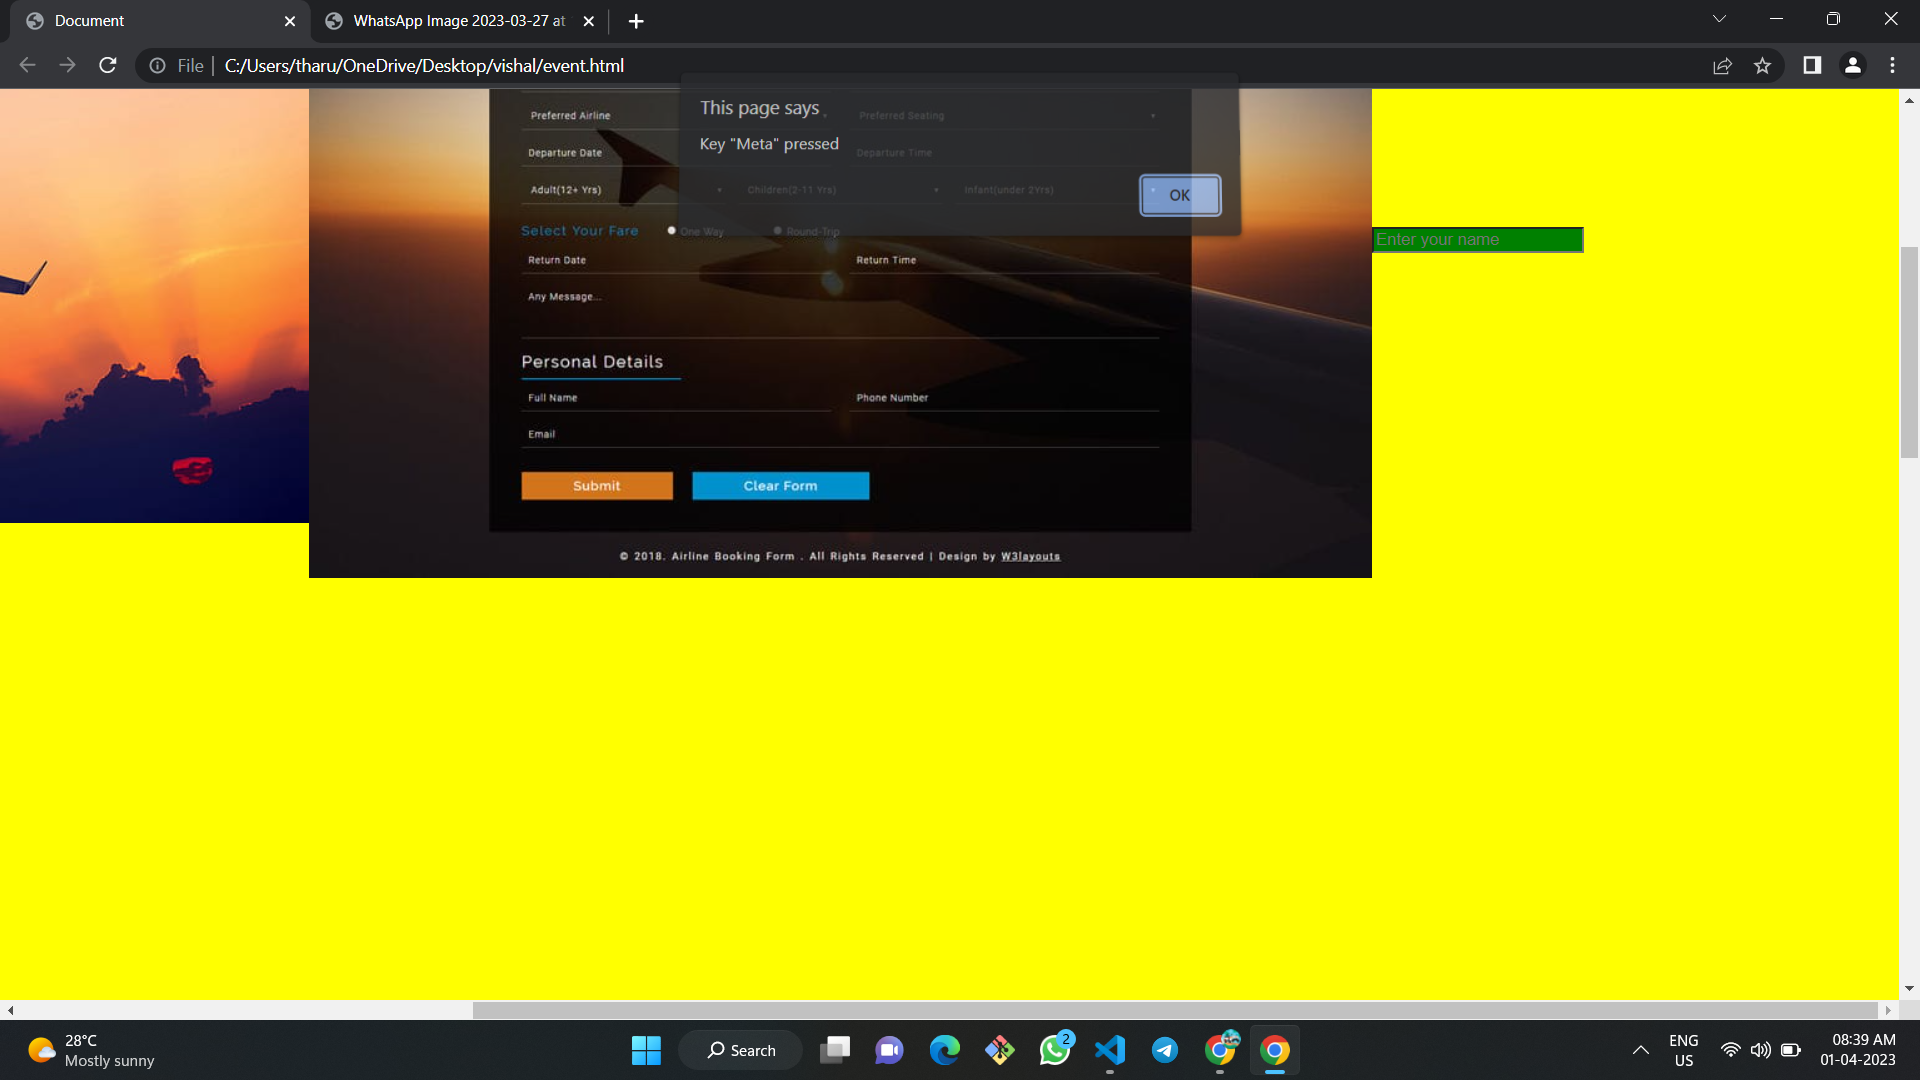 Document
WhatsApp Image 2023-03-27 at
File
C:/Users/tharu/OneDrive/Desktop/vishal/event.html
This page says
Key "Meta" pressed
OK
Preferred Airline
Preferred Seating
Departure Date
Departure Time
Adult(12+ Yrs)
Children(2-11 Yrs)
Infant(under 2Yrs)
Select Your Fare
One Way
Round-Trip
Enter your name
Return Date
Return Time
Any Message...
Personal Details
Full Name
Phone Number
Email
Submit
Clear Form
© 2018. Airline Booking Form . All Rights Reserved | Design by W3layouts
28°C
Mostly sunny
Search
2
ENG
US
08:39 AM
01-04-2023